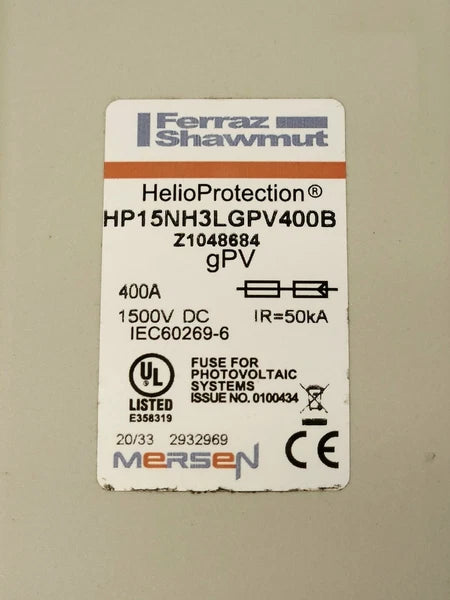 Ferraz
Shawmut
HelioProtection®
HP15NH3LGPV400B
Z1048684
gPV
400A
1500V DC IR=50kA
IEC60269-6
UL
LISTED
E358319
FUSE FOR
PHOTOVOLTAIC
SYSTEMS
ISSUE NO. 0100434
20/33 2932969
MERSEN
CE